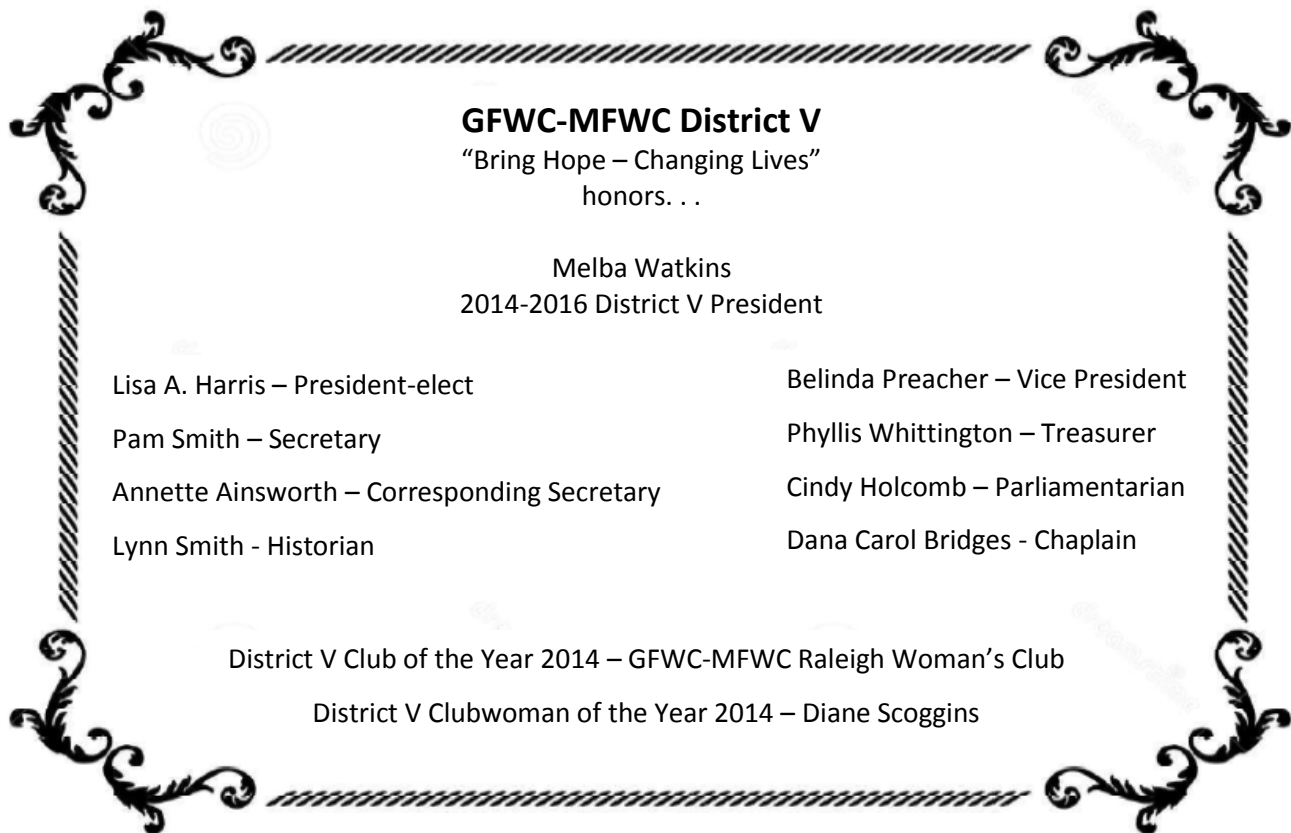 GFWC-MFWC District V
“Bring Hope – Changing Lives”
honors. . .
Melba Watkins
2014-2016 District V President
Lisa A. Harris – President-elect
Pam Smith – Secretary
Annette Ainsworth – Corresponding Secretary
Lynn Smith - Historian
Belinda Preacher – Vice President
Phyllis Whittington – Treasurer
Cindy Holcomb – Parliamentarian
Dana Carol Bridges - Chaplain
District V Club of the Year 2014 – GFWC-MFWC Raleigh Woman’s Club
District V Clubwoman of the Year 2014 – Diane Scoggins